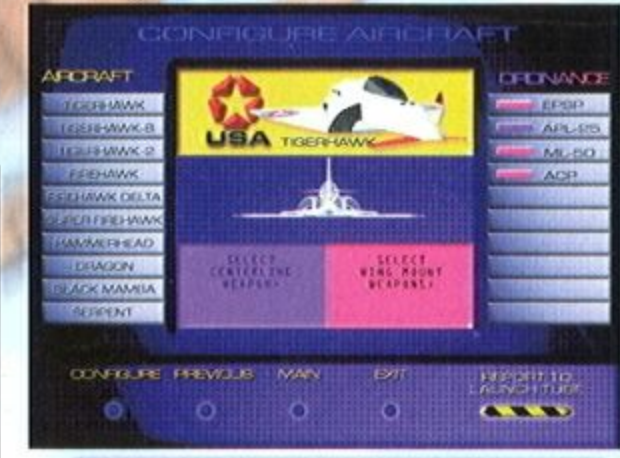 CONFIGURE AIRCRAFT
AIRCRAFT
TIGERHAWK
TIGERHAWK-B
TIGERHAWK-2
FIREHAWK
FIREHAWK DELTA
SUPER FIREHAWK
HAMMERHEAD
DRAGON
BLACK MAMBA
SERPENT
USA TIGERHAWK
SELECT
CENTERLINE
WEAPON>
SELECT
WING MOUNT
WEAPONS>
ORDNANCE
EPSP
APL-25
ML-50
ACP
CONFIGURE PREVIOUS MAIN EXIT
REPORT TO
LAUNCH TUBE